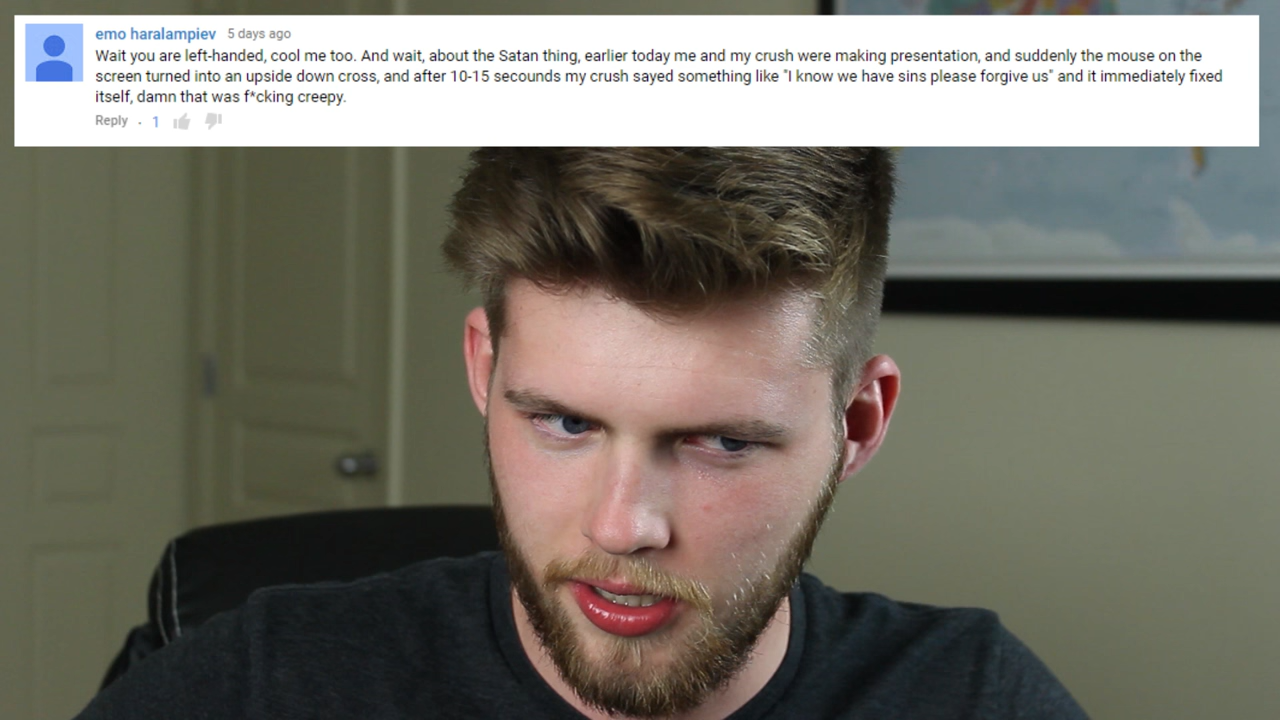 emo haralampiev 5 days ago
Wait you are left-handed, cool me too. And wait, about the Satan thing, earlier today me and my crush were making presentation, and suddenly the mouse on the
screen turned into an upside down cross, and after 10-15 secounds my crush sayed something like "I know we have sins please forgive us" and it immediately fixed
itself, damn that was f*cking creepy.
Reply · 1